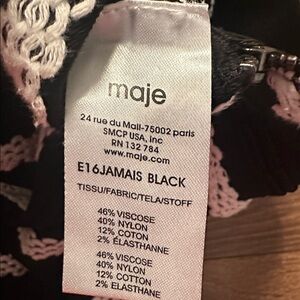 maje
24 rue du Mail-75002 paris
SMCP USA, Inc
RN 132 784
www.maje.com
E16JAMAIS BLACK
TISSU/FABRIC/TELA/STOFF
46% VISCOSE
40% NYLON
12% COTON
2% ÉLASTHANNE
46% VISCOSE
40% NYLON
12% COTTON
2% ELASTHANE